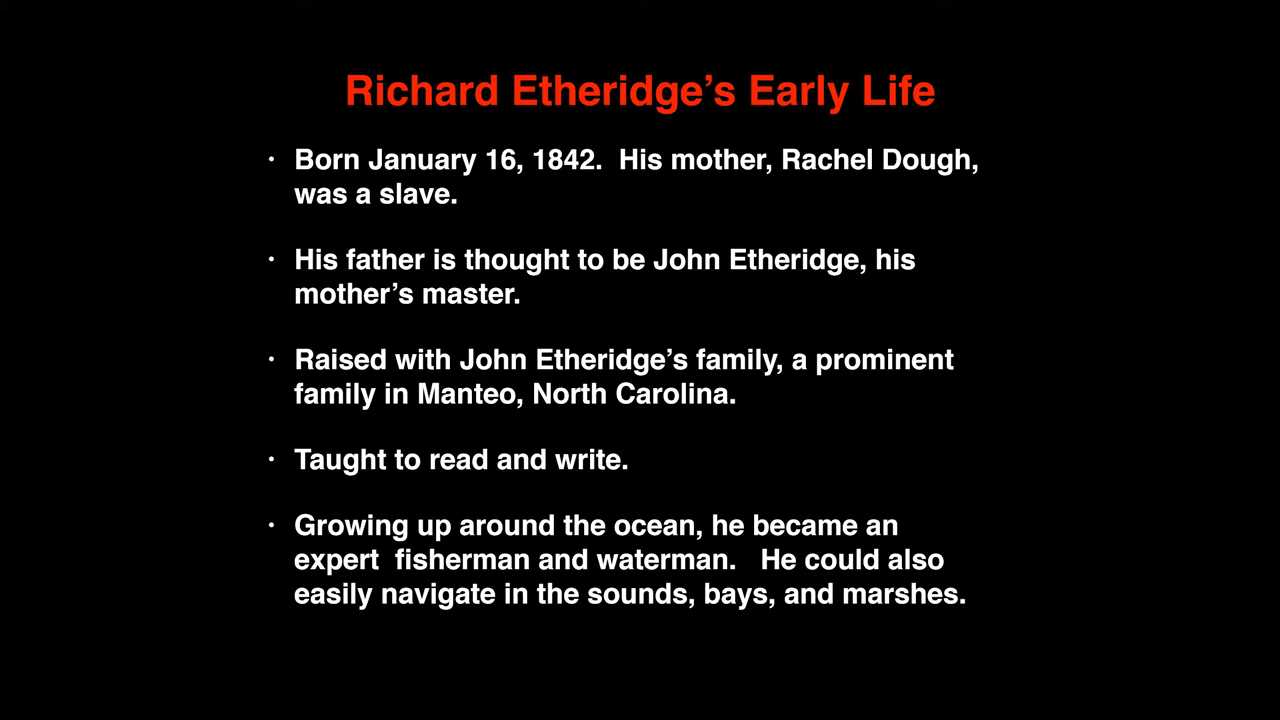 Richard Etheridge’s Early Life
• Born January 16, 1842.  His mother, Rachel Dough,
was a slave.
• His father is thought to be John Etheridge, his
mother’s master.
• Raised with John Etheridge’s family, a prominent
family in Manteo, North Carolina.
• Taught to read and write.
• Growing up around the ocean, he became an
expert  fisherman and waterman.   He could also
easily navigate in the sounds, bays, and marshes.